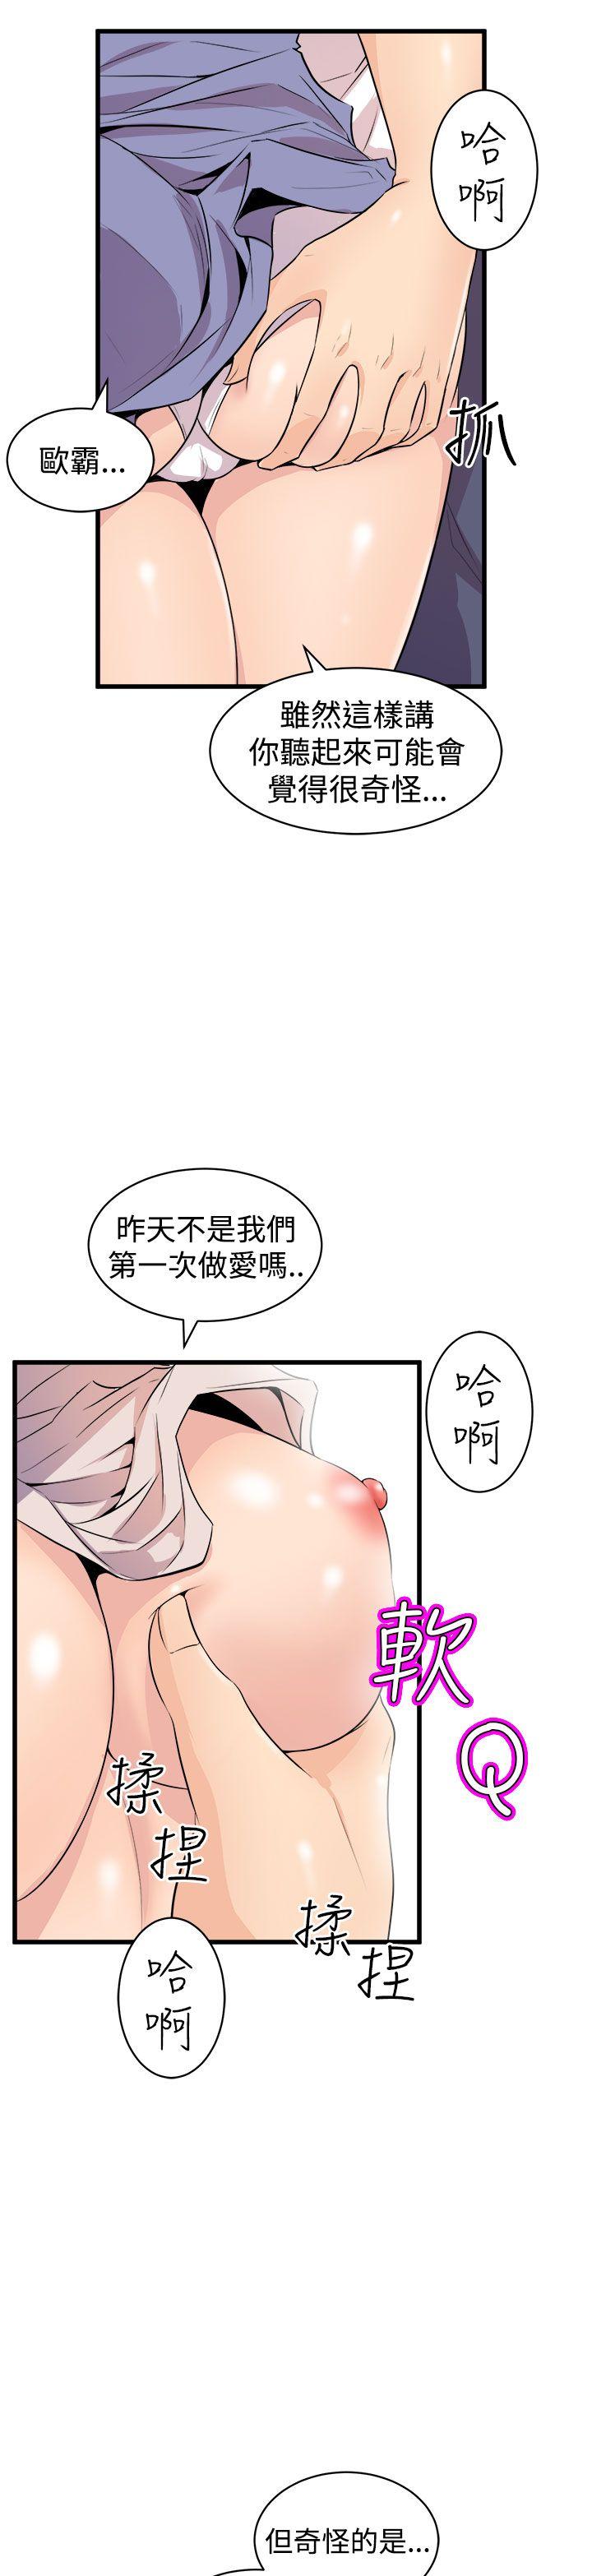 哈
啊
抓
歐霸...
雖然這樣講
你聽起來可能會
覺得很奇怪...
昨天不是我們
第一次做愛嗎..
哈
啊
軟
Q
揉
捏
揉
捏
哈
啊
但奇怪的是...